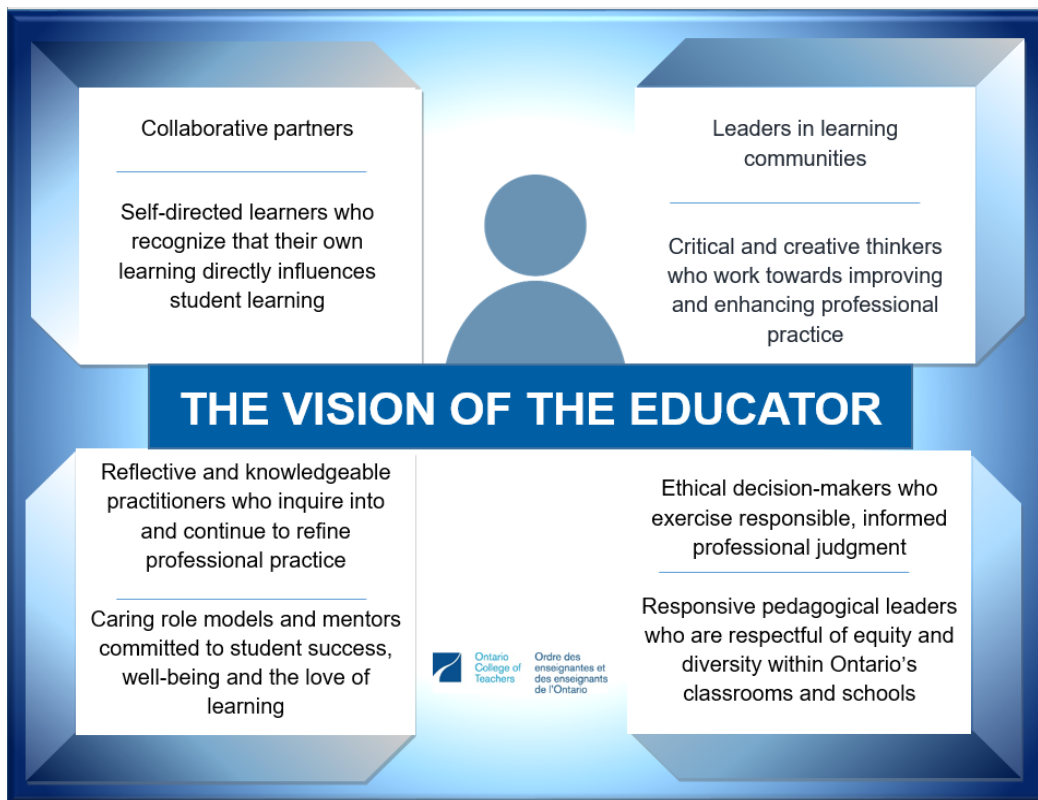 Collaborative partners
Self-directed learners who
recognize that their own
learning directly influences
student learning
Leaders in learning
communities
Critical and creative thinkers
who work towards improving
and enhancing professional
practice
THE VISION OF THE EDUCATOR
Reflective and knowledgeable
practitioners who inquire into
and continue to refine
professional practice
Caring role models and mentors
committed to student success,
well-being and the love of
learning
Ontario
College of
Teachers
Ordre des
enseignantes et
des enseignants
de l'Ontario
Ethical decision-makers who
exercise responsible, informed
professional judgment
Responsive pedagogical leaders
who are respectful of equity and
diversity within Ontario’s
classrooms and schools